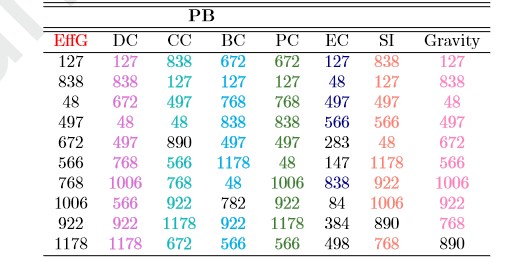 PB
EffG DC CC BC PC EC SI Gravity
127 127 838 672 672 127 838 127
838 838 127 127 127 48 127 838
48 672 497 768 768 497 497 48
497 48 48 838 838 566 566 497
672 497 890 497 497 283 48 672
566 768 566 1178 48 147 1178 566
768 1006 768 48 1006 838 922 1006
1006 566 922 782 922 84 1006 922
922 922 1178 922 1178 384 890 768
1178 1178 672 566 566 498 768 890